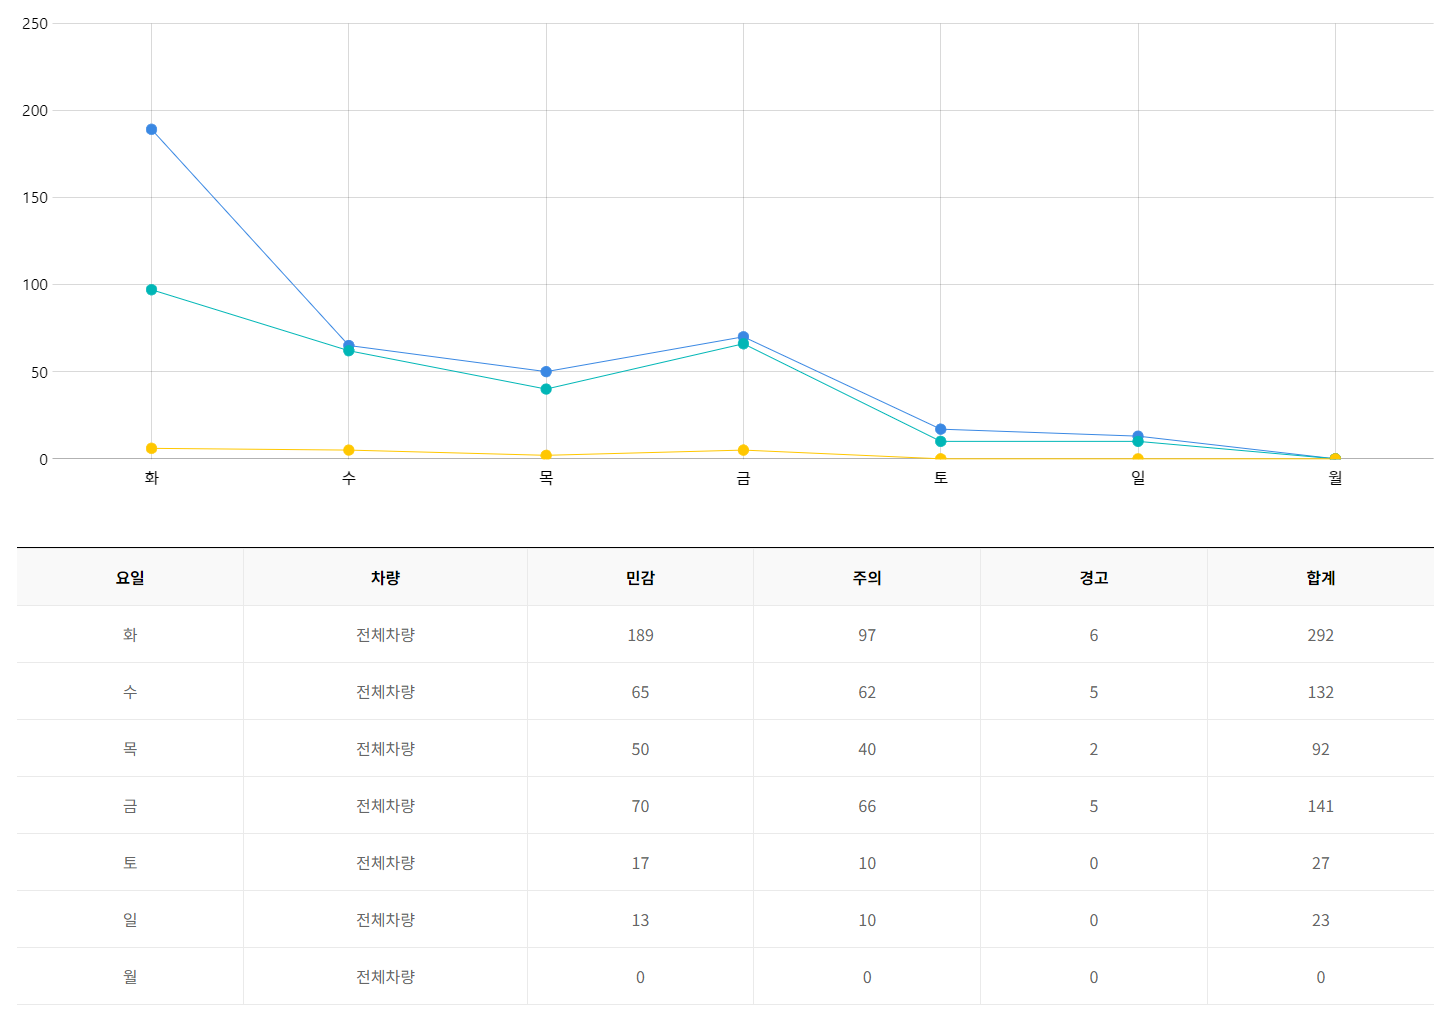 250
200
150
100
50
0
화 수 목 금 토 일 월
요일 차량 민감 주의 경고 합계
화 전체차량 189 97 6 292
수 전체차량 65 62 5 132
목 전체차량 50 40 2 92
금 전체차량 70 66 5 141
토 전체차량 17 10 0 27
일 전체차량 13 10 0 23
월 전체차량 0 0 0 0